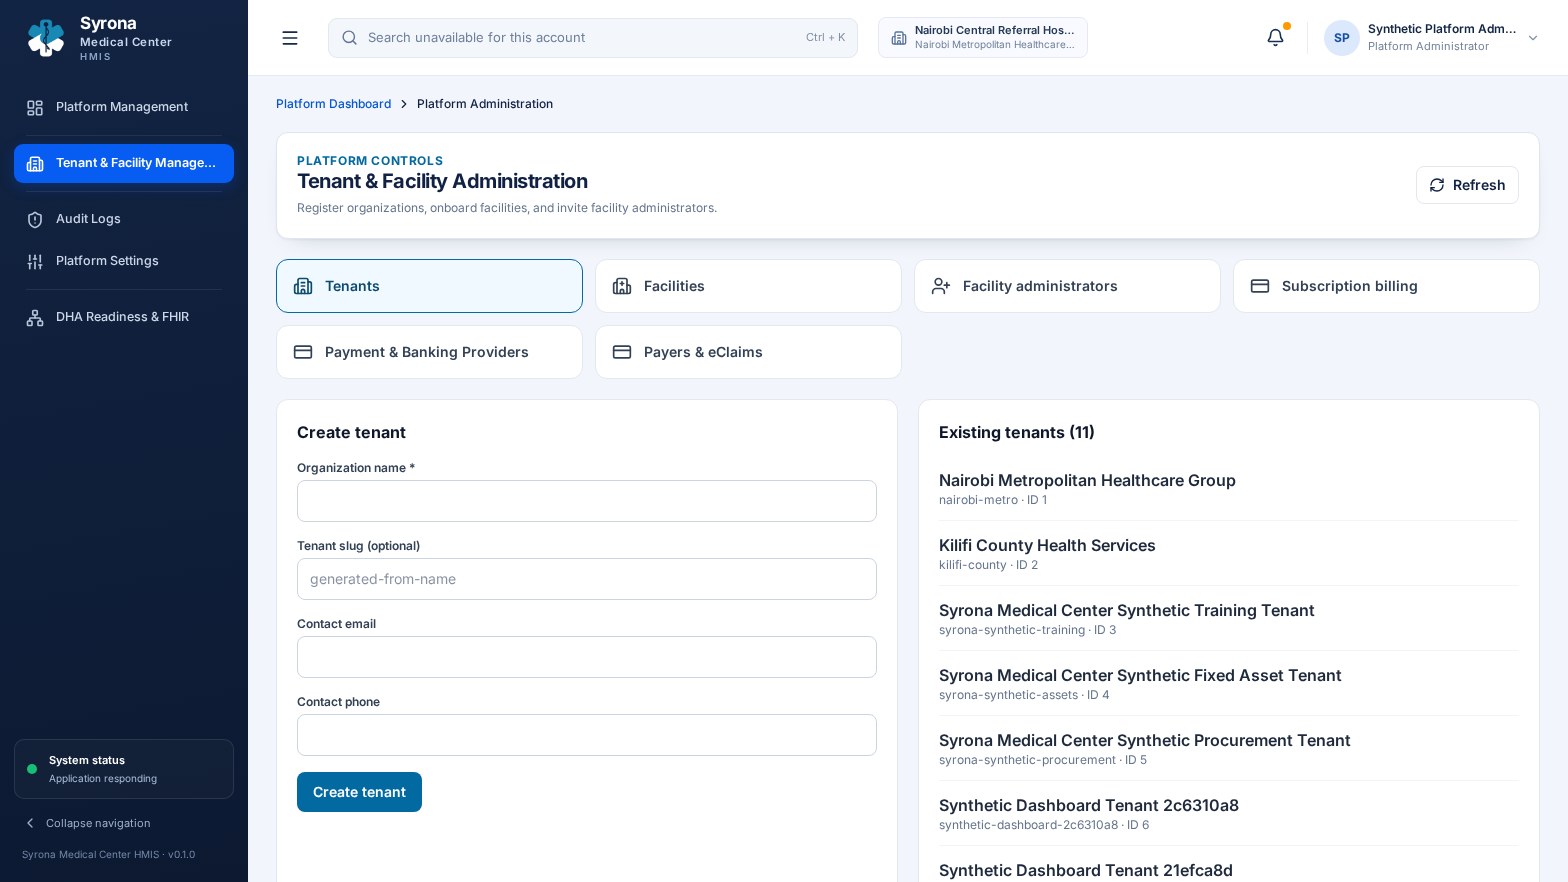 Syrona
Medical Center
HMIS
Platform Management
Tenant & Facility Manage...
Audit Logs
Platform Settings
DHA Readiness & FHIR
System status
Application responding
Collapse navigation
Syrona Medical Center HMIS · v0.1.0
Search unavailable for this account
Ctrl + K
Nairobi Central Referral Hos...
Nairobi Metropolitan Healthcare...
SP
Synthetic Platform Adm...
Platform Administrator
Platform Dashboard
Platform Administration
PLATFORM CONTROLS
Tenant & Facility Administration
Register organizations, onboard facilities, and invite facility administrators.
Refresh
Tenants
Facilities
Facility administrators
Subscription billing
Payment & Banking Providers
Payers & eClaims
Create tenant
Organization name *
Tenant slug (optional)
generated-from-name
Contact email
Contact phone
Create tenant
Existing tenants (11)
Nairobi Metropolitan Healthcare Group
nairobi-metro · ID 1
Kilifi County Health Services
kilifi-county · ID 2
Syrona Medical Center Synthetic Training Tenant
syrona-synthetic-training · ID 3
Syrona Medical Center Synthetic Fixed Asset Tenant
syrona-synthetic-assets · ID 4
Syrona Medical Center Synthetic Procurement Tenant
syrona-synthetic-procurement · ID 5
Synthetic Dashboard Tenant 2c6310a8
synthetic-dashboard-2c6310a8 · ID 6
Synthetic Dashboard Tenant 21efca8d